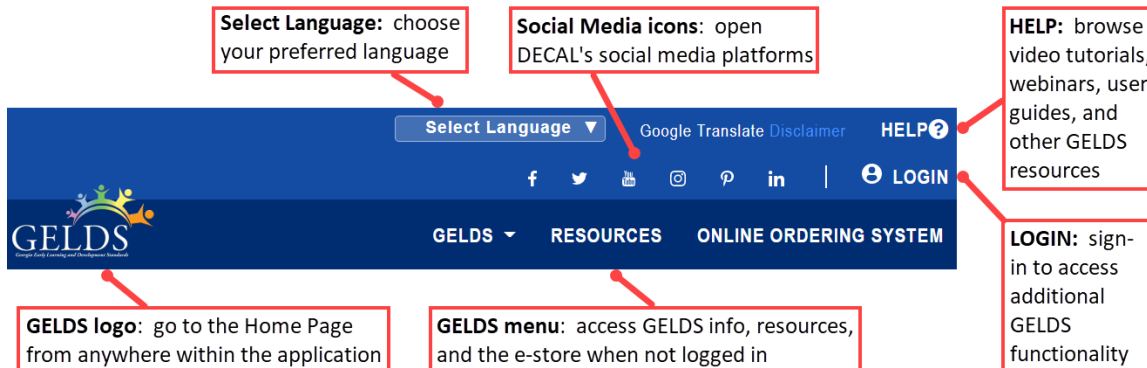 Select Language: choose
your preferred language
Social Media icons: open
DECAL's social media platforms
HELP: browse
video tutorials,
webinars, user
guides, and
other GELDS
resources
Select Language ▼
Google Translate Disclaimer
HELP?
f
You Tube
in
LOGIN
GELDS
Georgia Early Learning and Development Standards
GELDS
RESOURCES
ONLINE ORDERING SYSTEM
LOGIN: sign-
in to access
additional
GELDS
functionality
GELDS logo: go to the Home Page
from anywhere within the application
GELDS menu: access GELDS info, resources,
and the e-store when not logged in